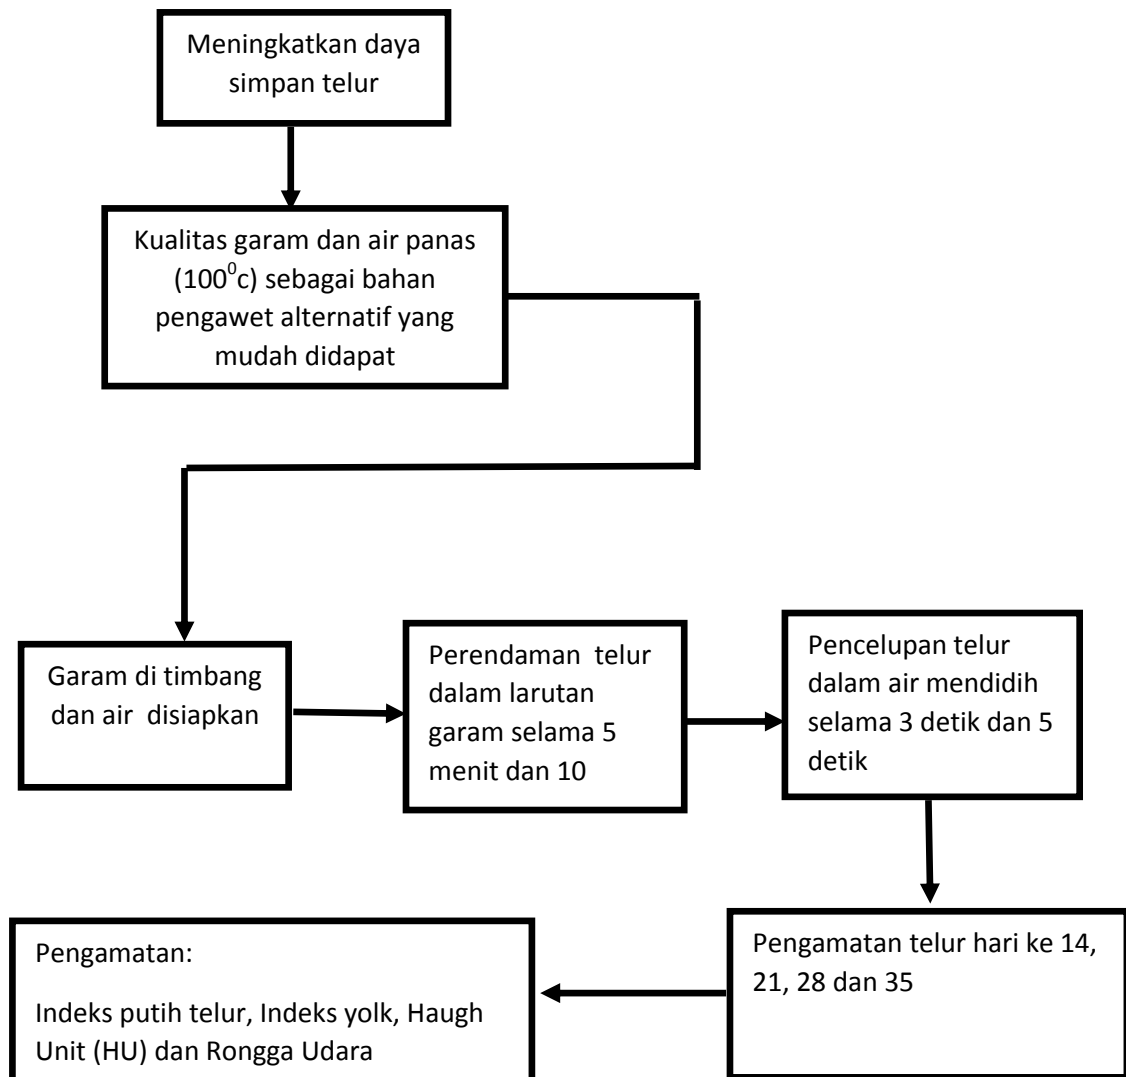 Meningkatkan daya
simpan telur
Kualitas garam dan air panas
(100⁰c) sebagai bahan
pengawet alternatif yang
mudah didapat
Garam di timbang
dan air disiapkan
Perendaman telur
dalam larutan
garam selama 5
menit dan 10
Pencelupan telur
dalam air mendidih
selama 3 detik dan 5
detik
Pengamatan telur hari ke 14,
21, 28 dan 35
Pengamatan:
Indeks putih telur, Indeks yolk, Haugh
Unit (HU) dan Rongga Udara